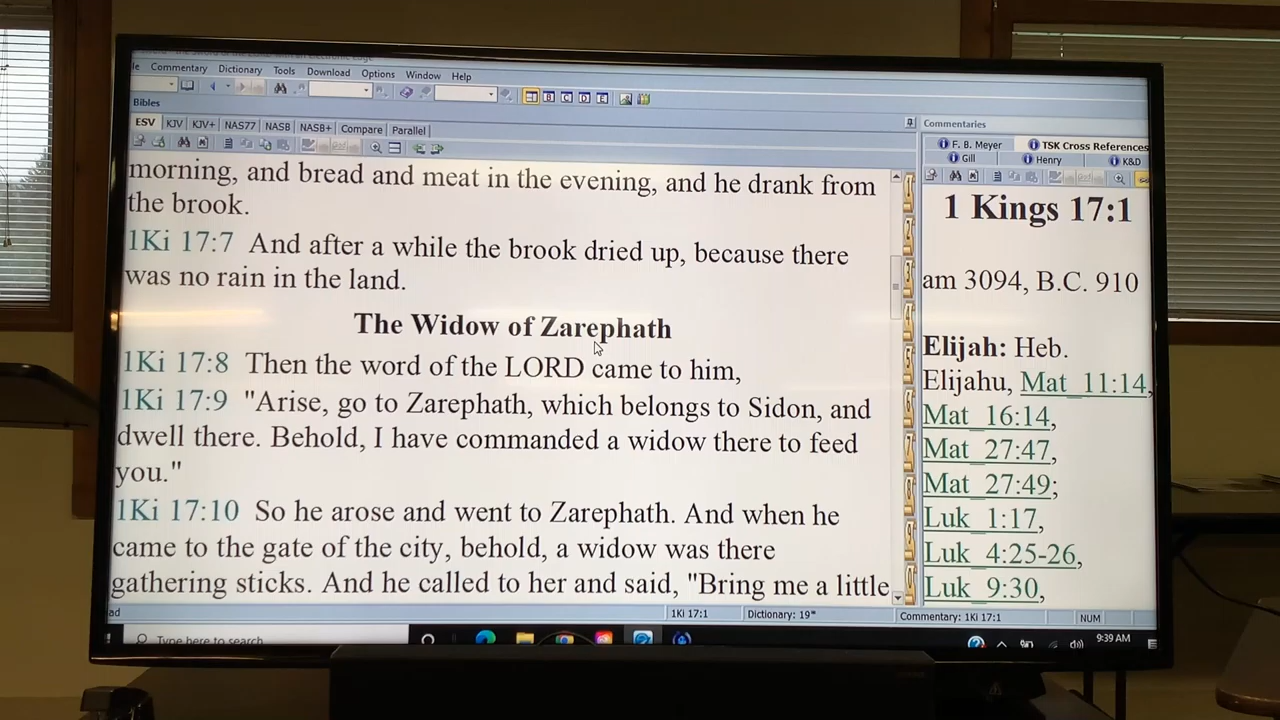 le Commentary Dictionary Tools Download Options Window Help
B C D E
Bibles
ESV KJV KJV+ NAS77 NASB NASB+ Compare Parallel
morning, and bread and meat in the evening, and he drank from
the brook.
1Ki 17:7 And after a while the brook dried up, because there
was no rain in the land.
The Widow of Zarephath
1Ki 17:8 Then the word of the LORD came to him,
1Ki 17:9 "Arise, go to Zarephath, which belongs to Sidon, and
dwell there. Behold, I have commanded a widow there to feed
you."
1Ki 17:10 So he arose and went to Zarephath. And when he
came to the gate of the city, behold, a widow was there
gathering sticks. And he called to her and said, "Bring me a little
Commentaries
F. B. Meyer TSK Cross References
Gill Henry K&D
1 Kings 17:1
am 3094, B.C. 910
Elijah: Heb.
Elijahu, Mat_11:14,
Mat_16:14,
Mat_27:47,
Mat_27:49;
Luk_1:17,
Luk_4:25-26,
Luk_9:30,
ad 1Ki 17:1 Dictionary: 19" Commentary: 1Ki 17:1 NUM
Type here to search
9:39 AM